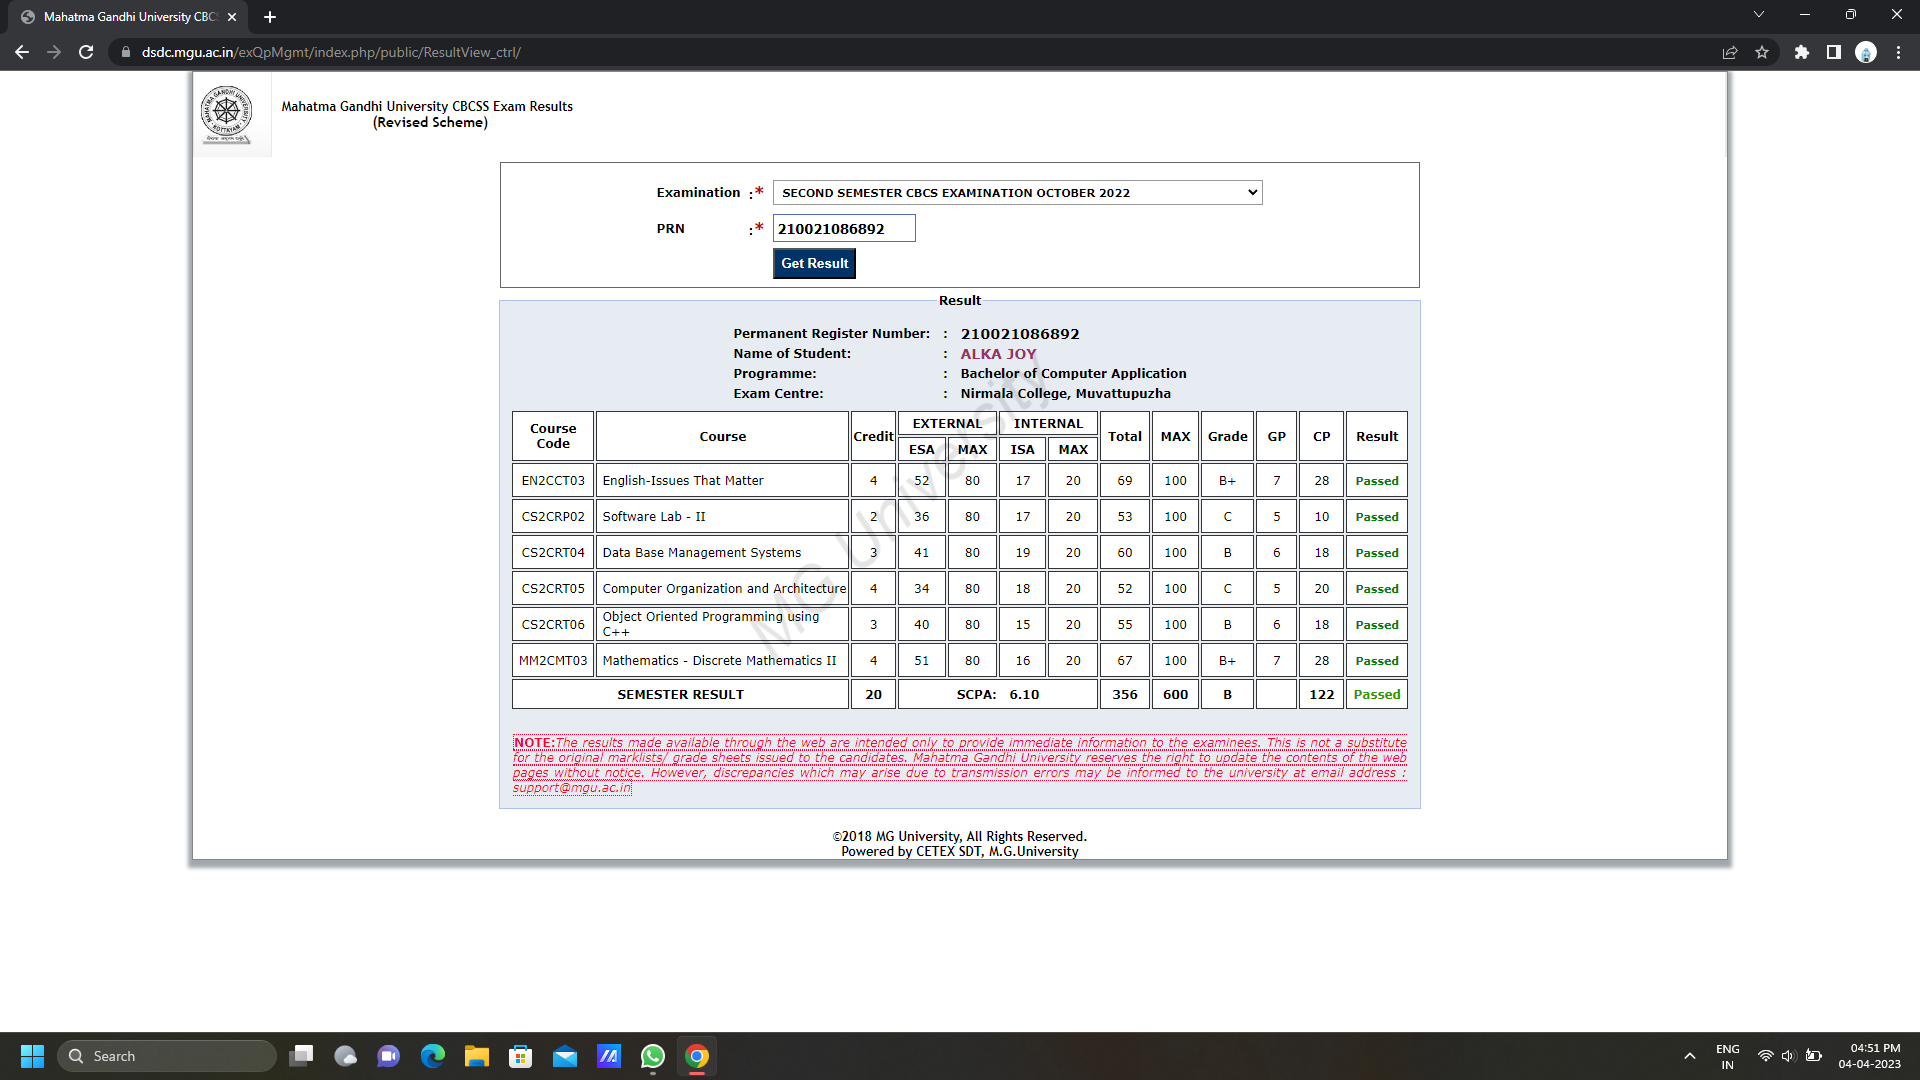 Mahatma Gandhi University CBC
dsdc.mgu.ac.in/exQpMgmt/index.php/public/ResultView_ctrl/
MAHATMA GANDHI UNIVERSITY
KOTTAYAM
Mahatma Gandhi University CBCSS Exam Results
(Revised Scheme)
Examination :* SECOND SEMESTER CBCS EXAMINATION OCTOBER 2022
PRN :* 210021086892
Get Result
Result
Permanent Register Number: : 210021086892
Name of Student: : ALKA JOY
Programme: : Bachelor of Computer Application
Exam Centre: : Nirmala College, Muvattupuzha
Course Code Course Credit EXTERNAL INTERNAL Total MAX Grade GP CP Result
ESA MAX ISA MAX
EN2CCT03 English-Issues That Matter 4 52 80 17 20 69 100 B+ 7 28 Passed
CS2CRP02 Software Lab - II 2 36 80 17 20 53 100 C 5 10 Passed
CS2CRT04 Data Base Management Systems 3 41 80 19 20 60 100 B 6 18 Passed
CS2CRT05 Computer Organization and Architecture 4 34 80 18 20 52 100 C 5 20 Passed
CS2CRT06 Object Oriented Programming using C++ 3 40 80 15 20 55 100 B 6 18 Passed
MM2CMT03 Mathematics - Discrete Mathematics II 4 51 80 16 20 67 100 B+ 7 28 Passed
SEMESTER RESULT 20 SCPA: 6.10 356 600 B 122 Passed
MG University
NOTE:The results made available through the web are intended only to provide immediate information to the examinees. This is not a substitute
for the original marklists/ grade sheets issued to the candidates. Mahatma Gandhi University reserves the right to update the contents of the web
pages without notice. However, discrepancies which may arise due to transmission errors may be informed to the university at email address :
support@mgu.ac.in
©2018 MG University, All Rights Reserved.
Powered by CETEX SDT, M.G.University
Search
ENG
IN
04:51 PM
04-04-2023